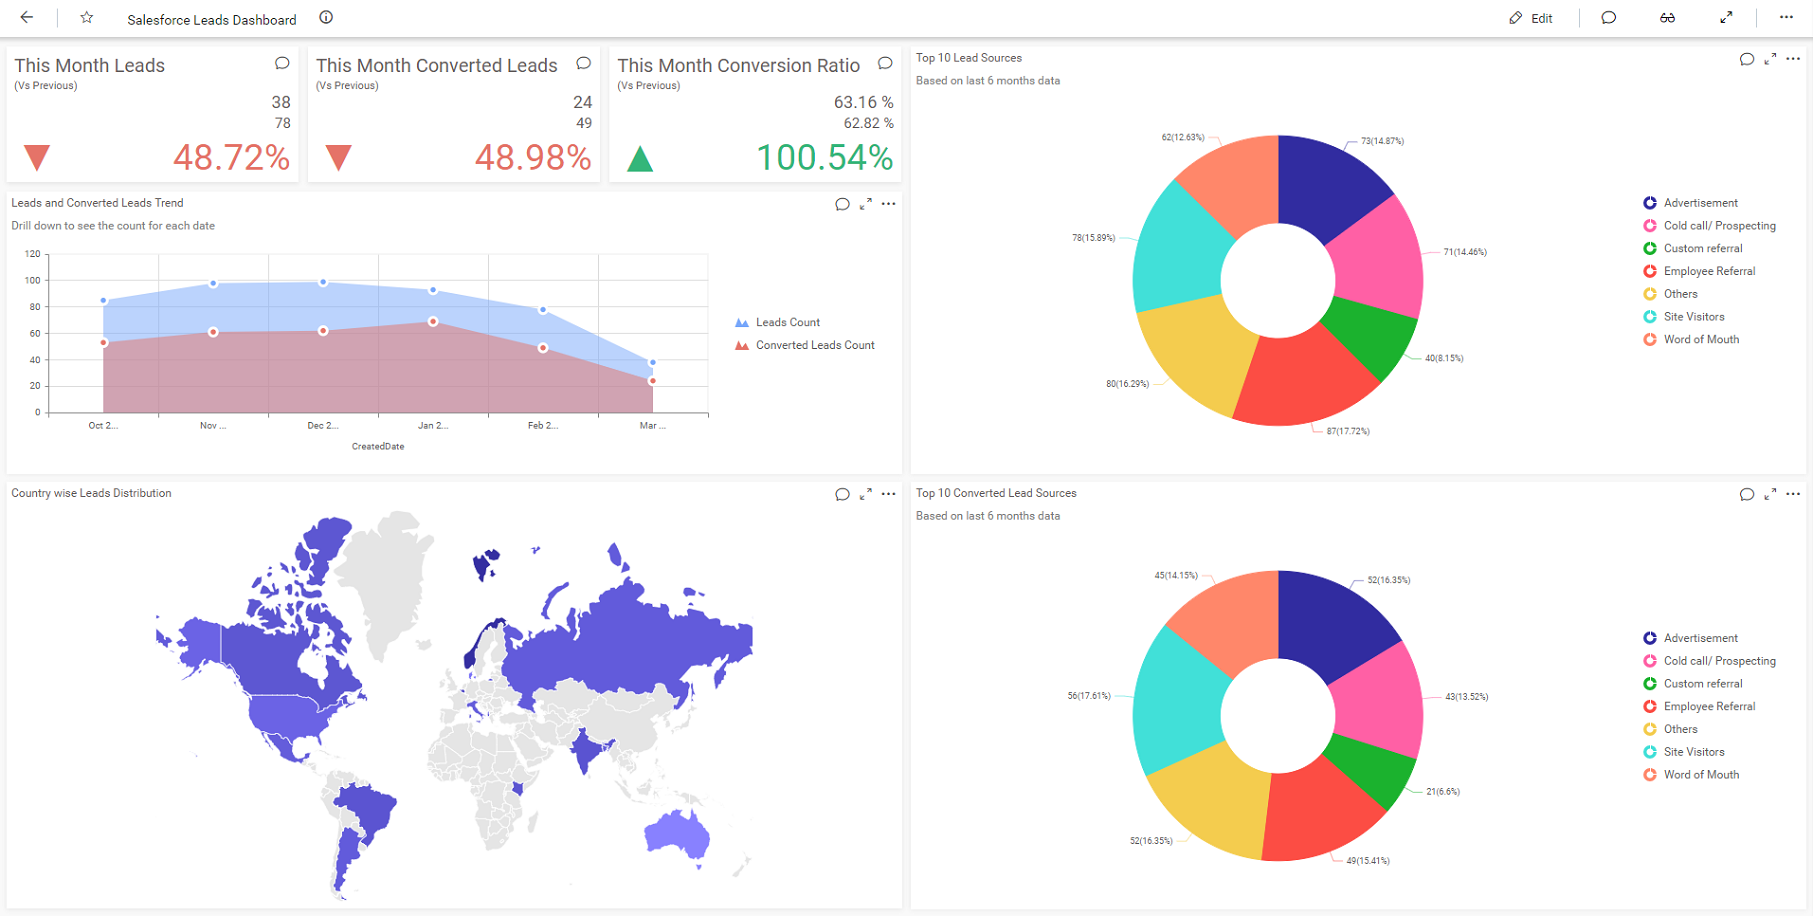 Salesforce Leads Dashboard
Edit
This Month Leads
(Vs Previous)
38
78
48.72%
This Month Converted Leads
(Vs Previous)
24
49
48.98%
This Month Conversion Ratio
(Vs Previous)
63.16 %
62.82 %
100.54%
Leads and Converted Leads Trend
Drill down to see the count for each date
120
100
80
60
40
20
0
Oct 2...
Nov ...
Dec 2...
Jan 2...
Feb 2...
Mar ...
CreatedDate
Leads Count
Converted Leads Count
Top 10 Lead Sources
Based on last 6 months data
62(12.63%)
73(14.87%)
78(15.89%)
71(14.46%)
40(8.15%)
80(16.29%)
87(17.72%)
Advertisement
Cold call/ Prospecting
Custom referral
Employee Referral
Others
Site Visitors
Word of Mouth
Country wise Leads Distribution
Top 10 Converted Lead Sources
Based on last 6 months data
45(14.15%)
52(16.35%)
56(17.61%)
43(13.52%)
21(6.6%)
52(16.35%)
49(15.41%)
Advertisement
Cold call/ Prospecting
Custom referral
Employee Referral
Others
Site Visitors
Word of Mouth